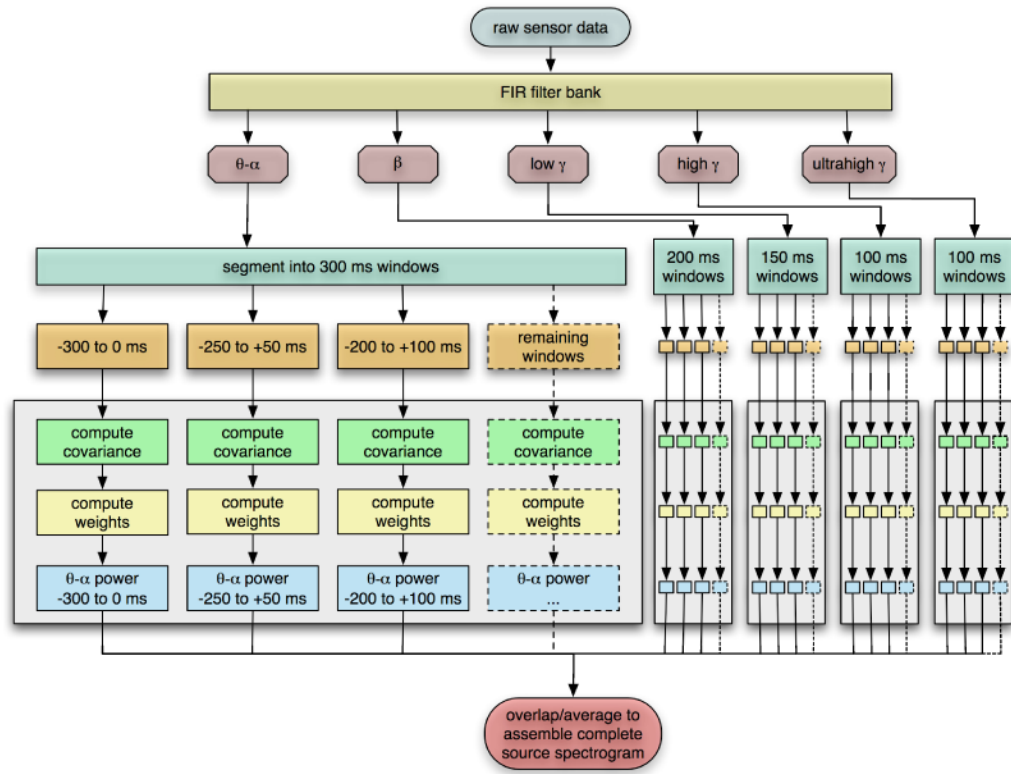 raw sensor data
FIR filter bank
θ-α
β
low γ
high γ
ultrahigh γ
segment into 300 ms windows
200 ms
windows
150 ms
windows
100 ms
windows
100 ms
windows
-300 to 0 ms
-250 to +50 ms
-200 to +100 ms
remaining
windows
compute
covariance
compute
covariance
compute
covariance
compute
covariance
compute
weights
compute
weights
compute
weights
compute
weights
θ-α power
-300 to 0 ms
θ-α power
-250 to +50 ms
θ-α power
-200 to +100 ms
θ-α power
...
overlap/average to
assemble complete
source spectrogram